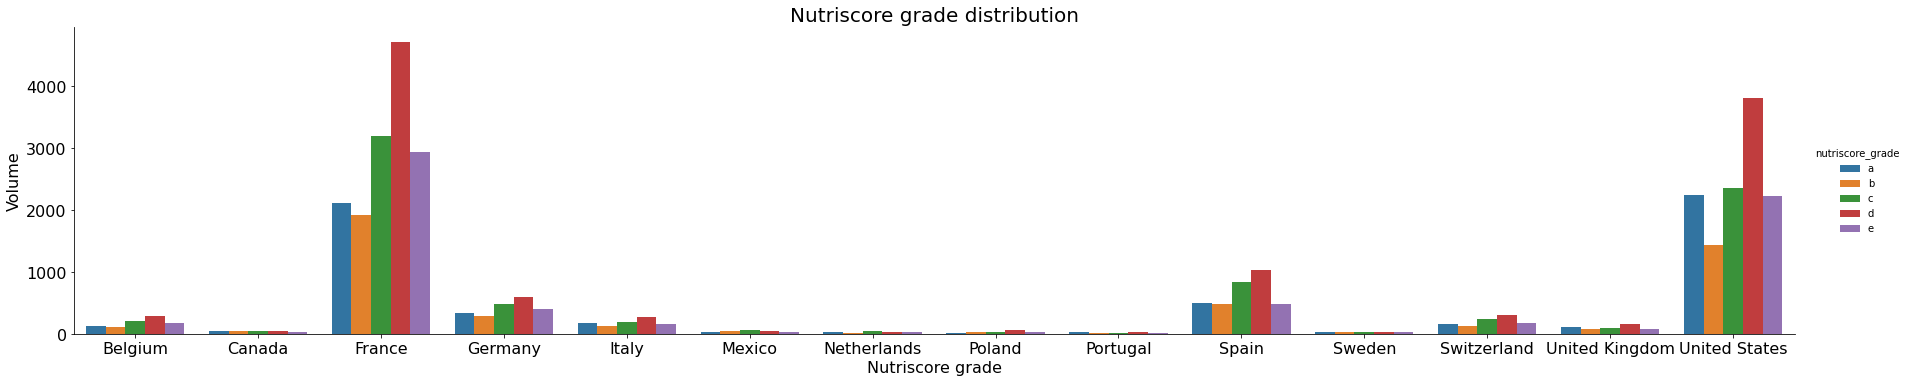 Nutriscore grade distribution
Volume
4000
3000
2000
1000
0
Belgium Canada France Germany Italy Mexico Netherlands Poland Portugal Spain Sweden Switzerland United Kingdom United States
Nutriscore grade
nutriscore_grade
a
b
c
d
e